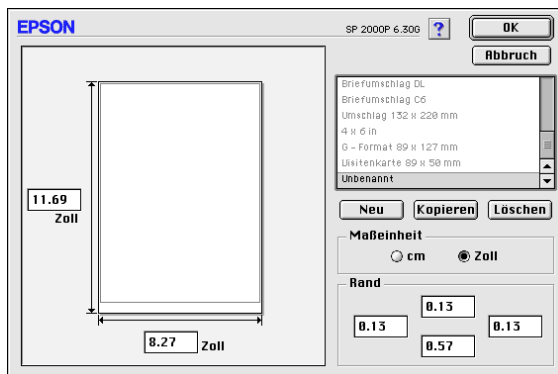 EPSON
SP 2000P 6.30G
?
OK
Abbruch
Briefumschlag DL
Briefumschlag C6
Umschlag 132 x 220 mm
4 x 6 in
G - Format 89 x 127 mm
Visitenkarte 89 x 50 mm
Unbenannt
Neu
Kopieren
Löschen
11.69
Zoll
8.27 Zoll
Maßeinheit
cm
Zoll
Rand
0.13
0.13
0.13
0.57